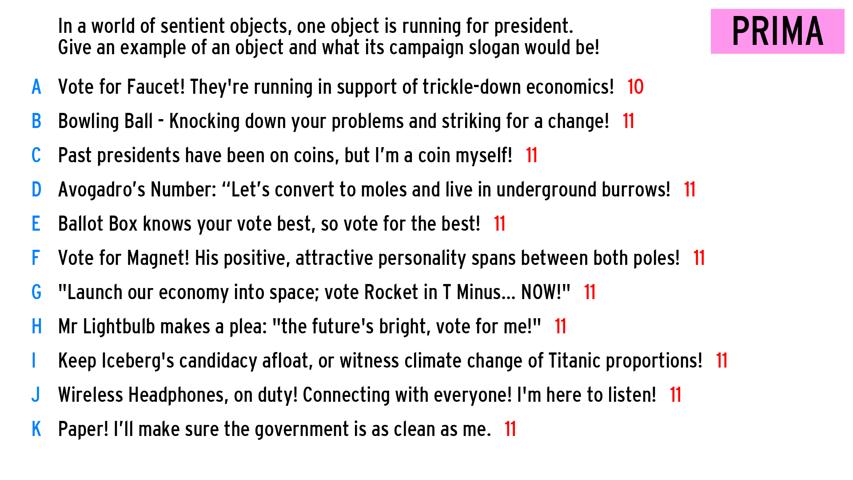 In a world of sentient objects, one object is running for president.
Give an example of an object and what its campaign slogan would be!
PRIMA
A Vote for Faucet! They're running in support of trickle-down economics! 10
B Bowling Ball - Knocking down your problems and striking for a change! 11
C Past presidents have been on coins, but I’m a coin myself! 11
D Avogadro’s Number: “Let’s convert to moles and live in underground burrows! 11
E Ballot Box knows your vote best, so vote for the best! 11
F Vote for Magnet! His positive, attractive personality spans between both poles! 11
G "Launch our economy into space; vote Rocket in T Minus... NOW!" 11
H Mr Lightbulb makes a plea: "the future's bright, vote for me!" 11
I Keep Iceberg's candidacy afloat, or witness climate change of Titanic proportions! 11
J Wireless Headphones, on duty! Connecting with everyone! I'm here to listen! 11
K Paper! I’ll make sure the government is as clean as me. 11